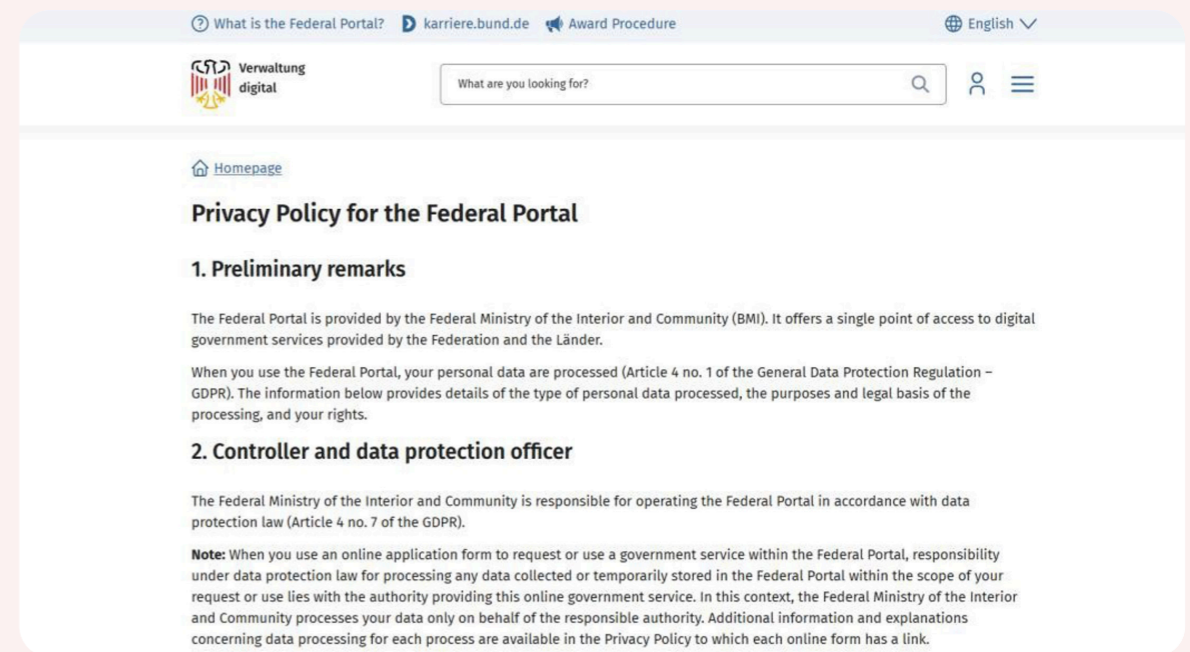 What is the Federal Portal? karriere.bund.de Award Procedure English
Verwaltung
digital
What are you looking for?
Homepage
Privacy Policy for the Federal Portal
1. Preliminary remarks
The Federal Portal is provided by the Federal Ministry of the Interior and Community (BMI). It offers a single point of access to digital
government services provided by the Federation and the Länder.
When you use the Federal Portal, your personal data are processed (Article 4 no. 1 of the General Data Protection Regulation –
GDPR). The information below provides details of the type of personal data processed, the purposes and legal basis of the
processing, and your rights.
2. Controller and data protection officer
The Federal Ministry of the Interior and Community is responsible for operating the Federal Portal in accordance with data
protection law (Article 4 no. 7 of the GDPR).
Note: When you use an online application form to request or use a government service within the Federal Portal, responsibility
under data protection law for processing any data collected or temporarily stored in the Federal Portal within the scope of your
request or use lies with the authority providing this online government service. In this context, the Federal Ministry of the Interior
and Community processes your data only on behalf of the responsible authority. Additional information and explanations
concerning data processing for each process are available in the Privacy Policy to which each online form has a link.